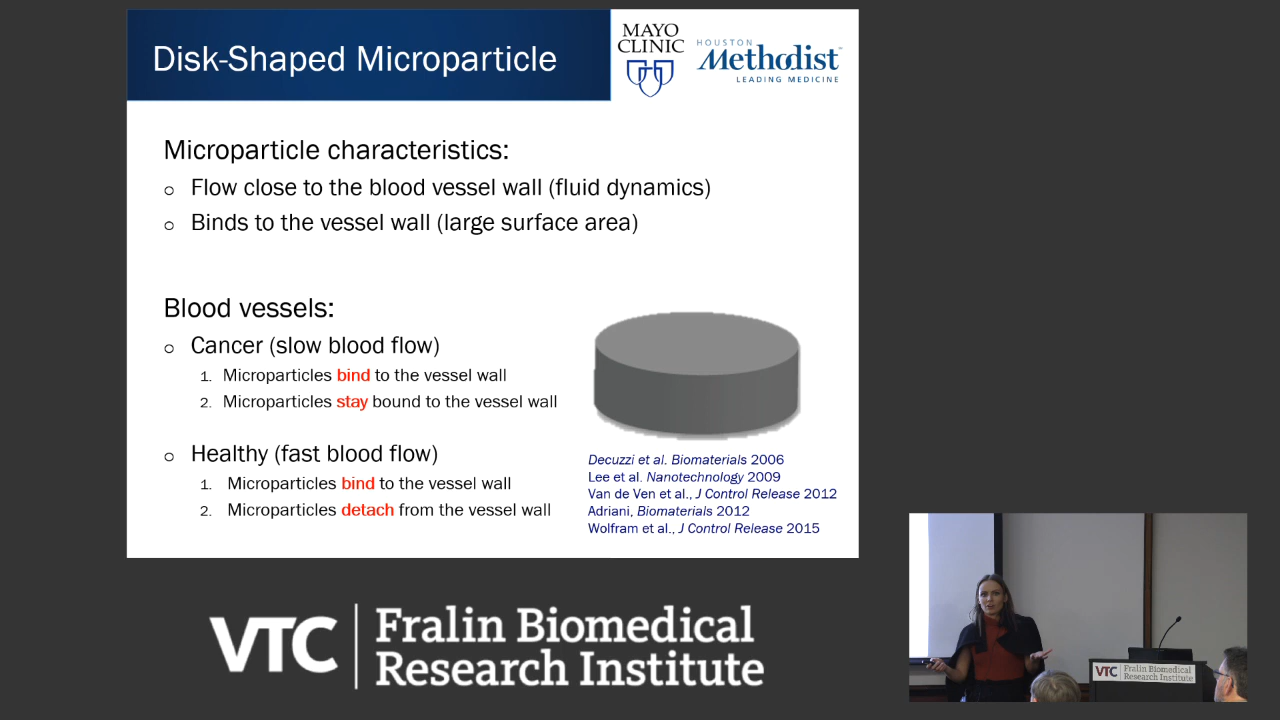 Disk-Shaped Microparticle
MAYO
CLINIC
HOUSTON
Methodist
LEADING MEDICINE
Microparticle characteristics:
o Flow close to the blood vessel wall (fluid dynamics)
o Binds to the vessel wall (large surface area)
Blood vessels:
o Cancer (slow blood flow)
1. Microparticles bind to the vessel wall
2. Microparticles stay bound to the vessel wall
o Healthy (fast blood flow)
1. Microparticles bind to the vessel wall
2. Microparticles detach from the vessel wall
Decuzzi et al. Biomaterials 2006
Lee et al. Nanotechnology 2009
Van de Ven et al., J Control Release 2012
Adriani, Biomaterials 2012
Wolfram et al., J Control Release 2015
VTC
Fralin Biomedical
Research Institute
VTC
Fralin Biomedical
Research Institute